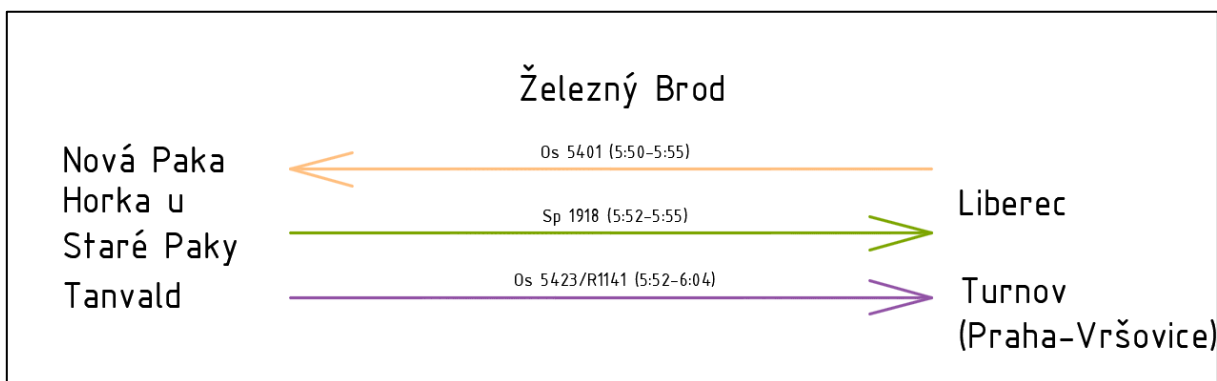 Železný Brod
Nová Paka
Os 5401 (5:50-5:55)
Horka u
Staré Paky
Sp 1918 (5:52-5:55)
Liberec
Tanvald
Os 5423/R1141 (5:52-6:04)
Turnov
(Praha-Vršovice)